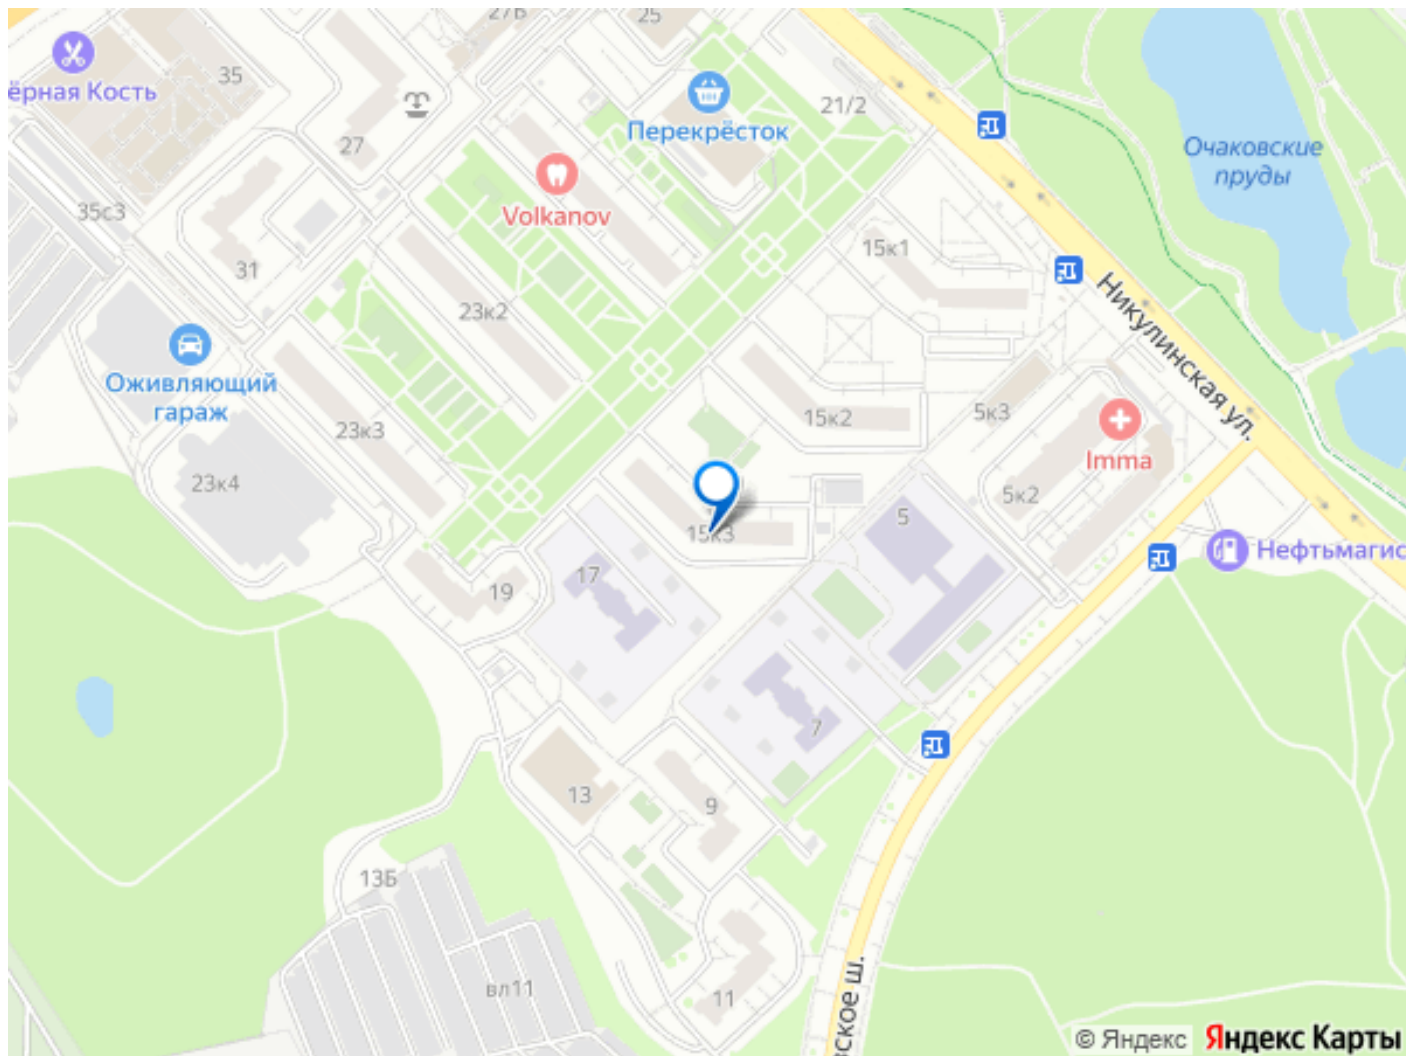 27Б
25
35
ёрная Кость
21/2
Перекрёсток
27
Очаковские
пруды
Volkanov
35с3
15к1
31
23к2
Никулинская ул.
Оживляющий
гараж
15к2
5к3
23к3
Imma
23к4
5к2
5
15к3
Нефтьмагис
17
19
7
13
9
13Б
вл11
11
вское ш.
© Яндекс
Яндекс Карты